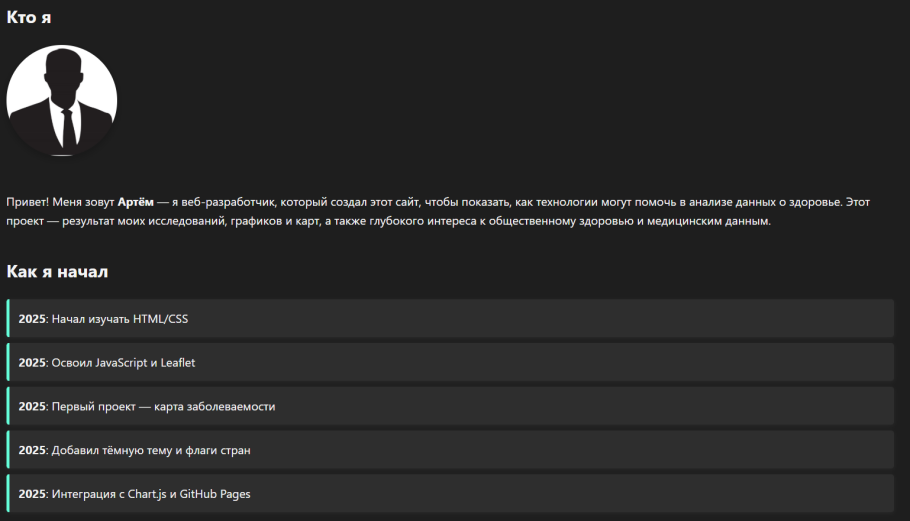 Кто я
Привет! Меня зовут Артём — я веб-разработчик, который создал этот сайт, чтобы показать, как технологии могут помочь в анализе данных о здоровье. Этот
проект — результат моих исследований, графиков и карт, а также глубокого интереса к общественному здоровью и медицинским данным.
Как я начал
2025: Начал изучать HTML/CSS
2025: Освоил JavaScript и Leaflet
2025: Первый проект — карта заболеваемости
2025: Добавил тёмную тему и флаги стран
2025: Интеграция с Chart.js и GitHub Pages